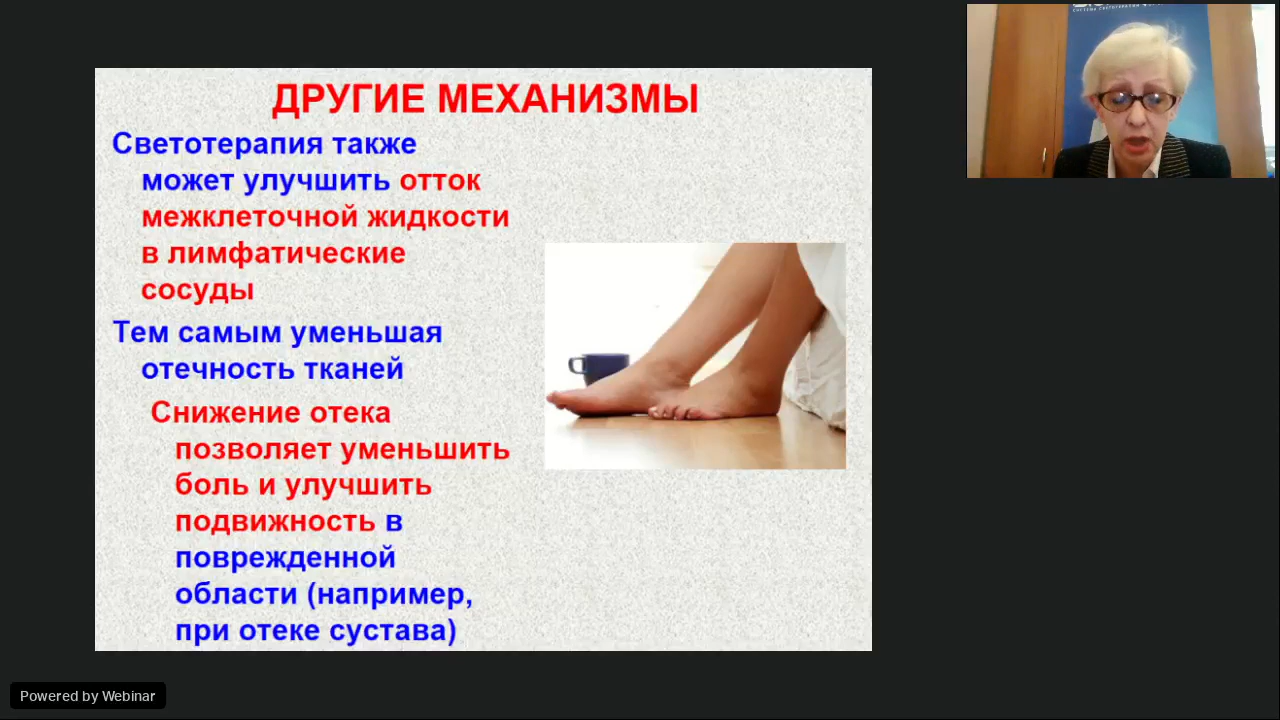 ДРУГИЕ МЕХАНИЗМЫ
Светотерапия также
может улучшить отток
межклеточной жидкости
в лимфатические
сосуды
Тем самым уменьшая
отечность тканей
Снижение отека
позволяет уменьшить
боль и улучшить
подвижность в
поврежденной
области (например,
при отеке сустава)
Powered by Webinar